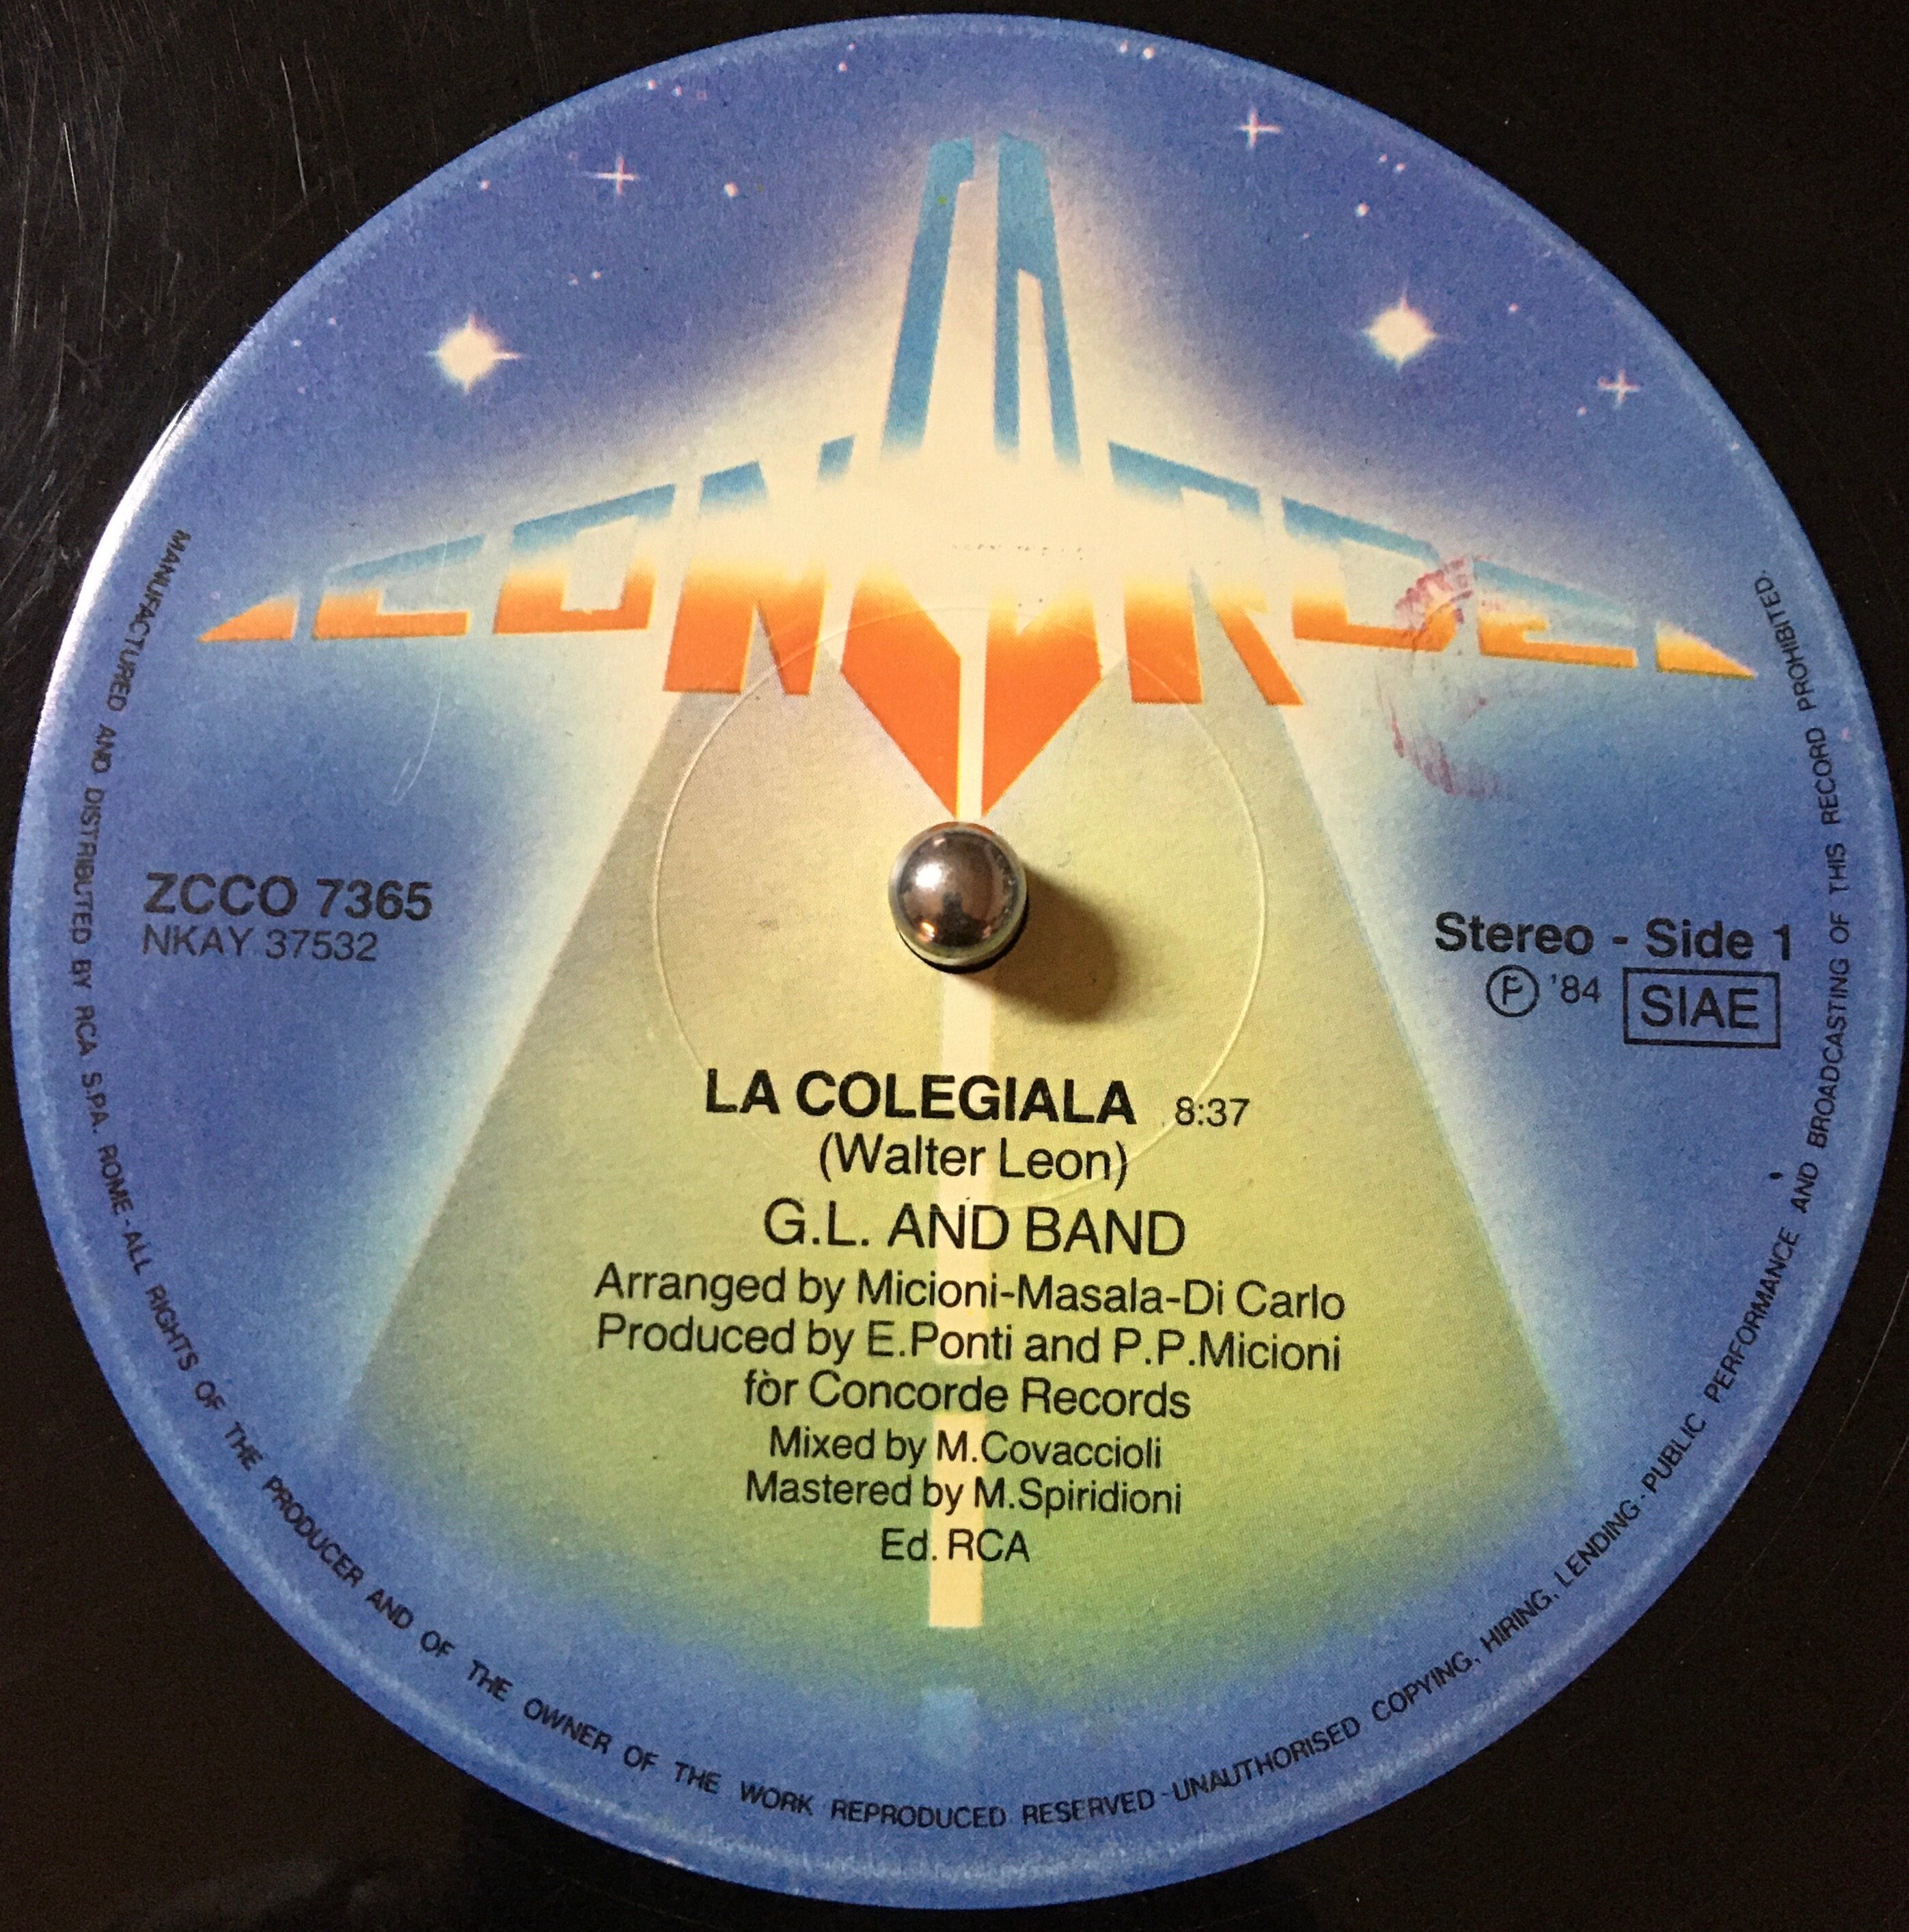 CONCORDE
ZCCO 7365
NKAY 37532
Stereo - Side 1
Ⓟ '84 SIAE
LA COLEGIALA 8:37
(Walter Leon)
G.L. AND BAND
Arranged by Micioni-Masala-Di Carlo
Produced by E.Ponti and P.P.Micioni
fòr Concorde Records
Mixed by M.Covaccioli
Mastered by M.Spiridioni
Ed. RCA
MANUFACTURED AND DISTRIBUTED BY RCA S.P.A. ROME - ALL RIGHTS OF THE PRODUCER AND OF THE OWNER OF THE WORK REPRODUCED RESERVED - UNAUTHORISED COPYING, HIRING, LENDING - PUBLIC PERFORMANCE AND BROADCASTING OF THIS RECORD PROHIBITED.